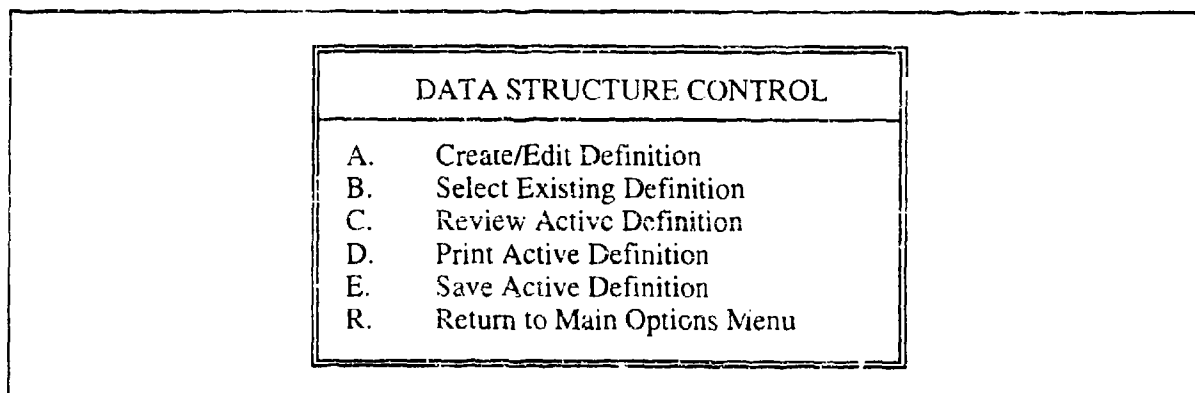 DATA STRUCTURE CONTROL
A. Create/Edit Definition
B. Select Existing Definition
C. Review Active Definition
D. Print Active Definition
E. Save Active Definition
R. Return to Main Options Menu